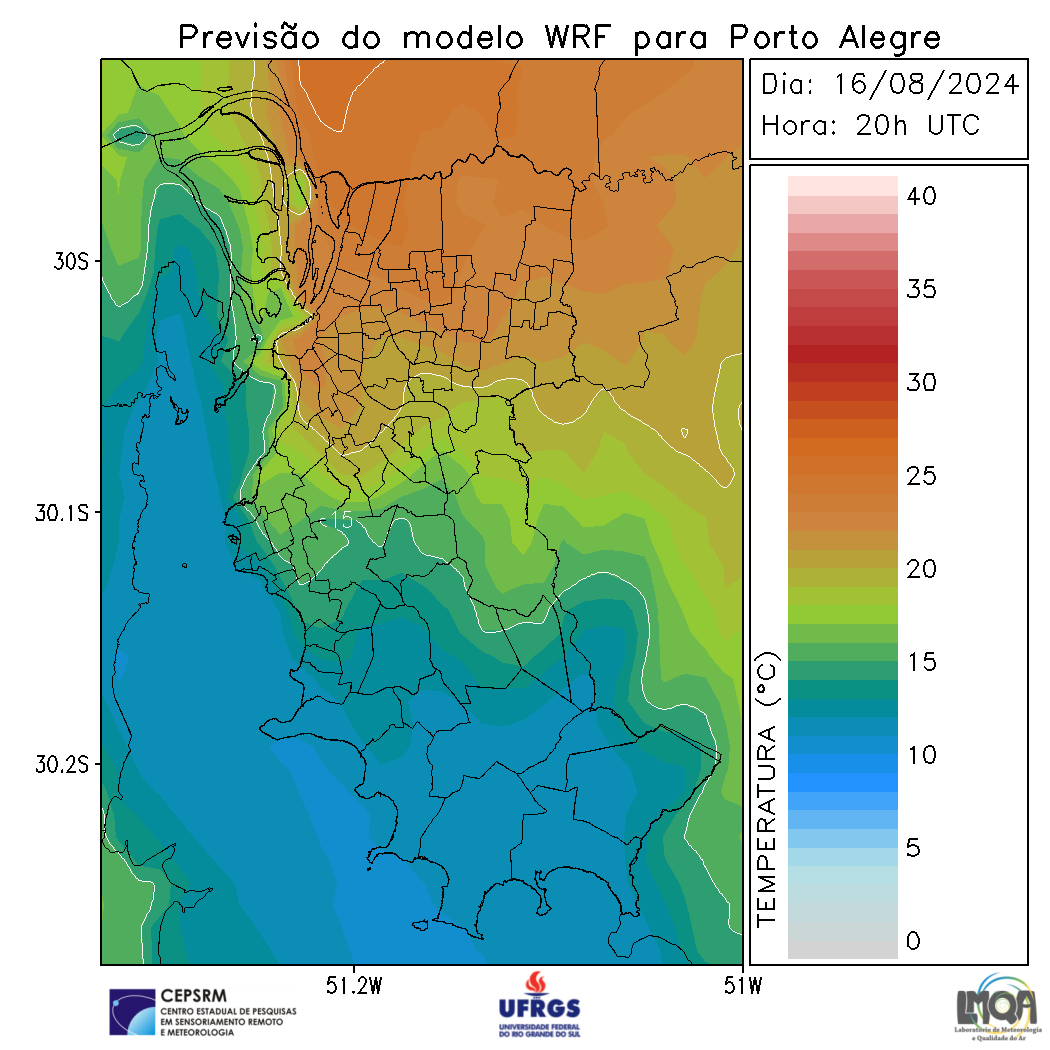 Previsão do modelo WRF para Porto Alegre
Dia: 16/08/2024
Hora: 20h UTC
40
35
30
25
20
15
10
5
0
TEMPERATURA (°C)
30S
30.1S
30.2S
15
51.2W
51W
CEPSRM
CENTRO ESTADUAL DE PESQUISAS
EM SENSORIAMENTO REMOTO
E METEOROLOGIA
UFRGS
UNIVERSIDADE FEDERAL
DO RIO GRANDE DO SUL
LMQA
Laboratório de Meteorologia
e Qualidade do Ar